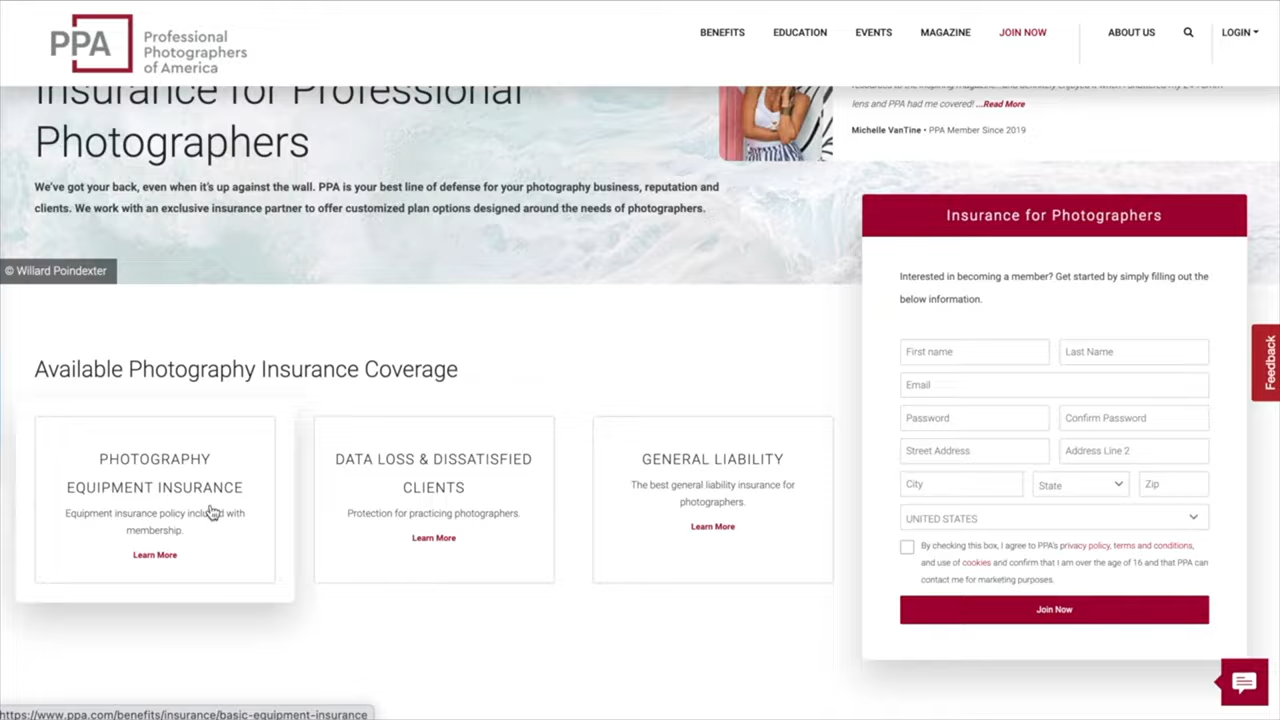 PPA
Professional
Photographers
of America
BENEFITS
EDUCATION
EVENTS
MAGAZINE
JOIN NOW
ABOUT US
LOGIN
Insurance for Professional
Photographers
We've got your back, even when it's up against the wall. PPA is your best line of defense for your photography business, reputation and
clients. We work with an exclusive insurance partner to offer customized plan options designed around the needs of photographers.
© Willard Poindexter
lens and PPA had me covered! ...Read More
Michelle VanTine • PPA Member Since 2019
Available Photography Insurance Coverage
PHOTOGRAPHY
EQUIPMENT INSURANCE
Equipment insurance policy included with
membership.
Learn More
DATA LOSS & DISSATISFIED
CLIENTS
Protection for practicing photographers.
Learn More
GENERAL LIABILITY
The best general liability insurance for
photographers.
Learn More
Insurance for Photographers
Interested in becoming a member? Get started by simply filling out the
below information.
First name
Last Name
Email
Password
Confirm Password
Street Address
Address Line 2
City
State
Zip
UNITED STATES
By checking this box, I agree to PPA's privacy policy, terms and conditions,
and use of cookies and confirm that I am over the age of 16 and that PPA can
contact me for marketing purposes.
Join Now
Feedback
https://www.ppa.com/benefits/insurance/basic-equipment-insurance